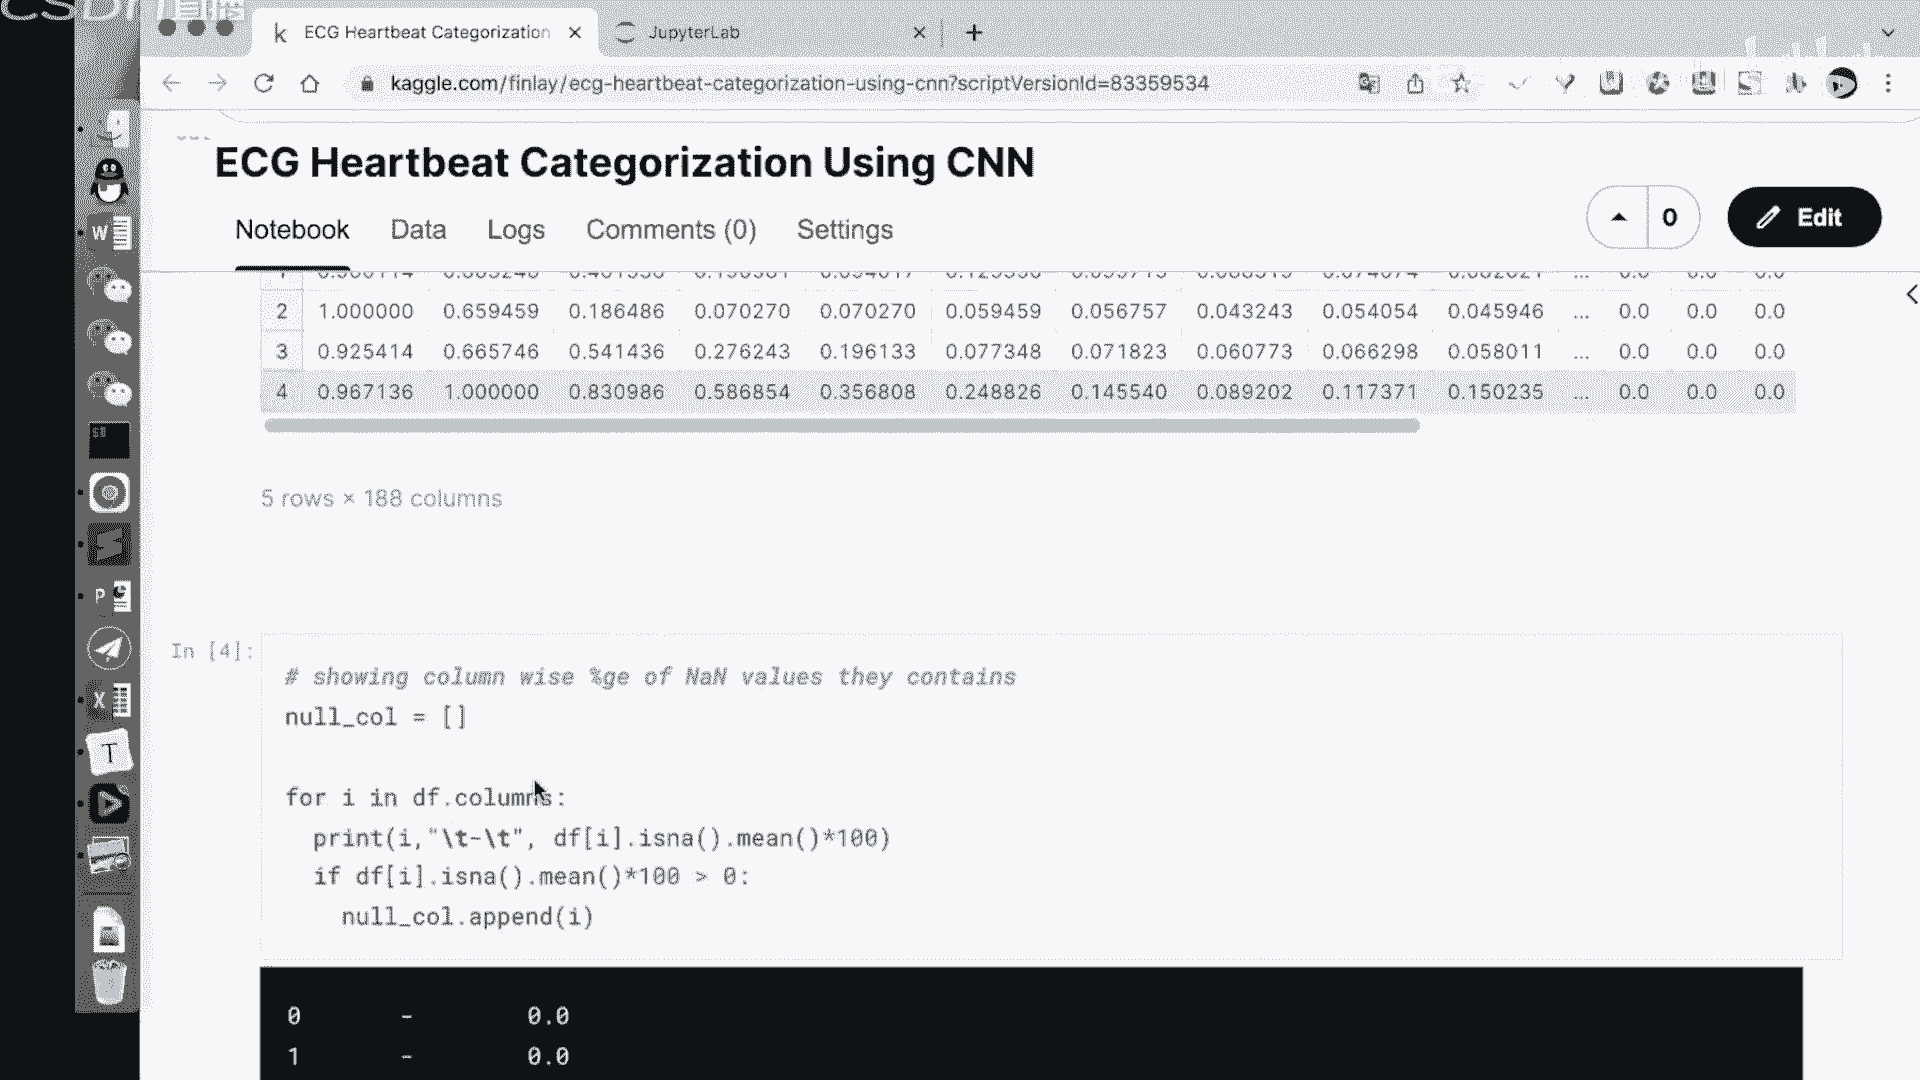 ECG Heartbeat Categorization
JupyterLab
kaggle.com/finlay/ecg-heartbeat-categorization-using-cnn?scriptVersionId=83359534
ECG Heartbeat Categorization Using CNN
Notebook Data Logs Comments (0) Settings
0 Edit
2 1.000000 0.659459 0.186486 0.070270 0.070270 0.059459 0.056757 0.043243 0.054054 0.045946 ... 0.0 0.0 0.0
3 0.925414 0.665746 0.541436 0.276243 0.196133 0.077348 0.071823 0.060773 0.066298 0.058011 ... 0.0 0.0 0.0
4 0.967136 1.000000 0.830986 0.586854 0.356808 0.248826 0.145540 0.089202 0.117371 0.150235 ... 0.0 0.0 0.0
5 rows × 188 columns
In [4]:
# showing column wise %ge of NaN values they contains
null_col = []
for i in df.columns:
print(i,"\t-\t", df[i].isna().mean()*100)
if df[i].isna().mean()*100 > 0:
null_col.append(i)
0 - 0.0
1 - 0.0